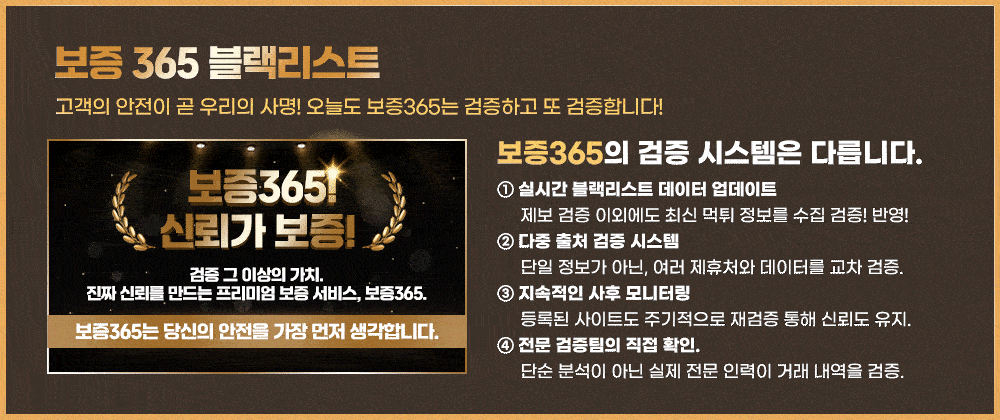 보증 365 블랙리스트
고객의 안전이 곧 우리의 사명! 오늘도 보증365는 검증하고 또 검증합니다!
보증365!
신뢰가 보증!
검증 그 이상의 가치.
진짜 신뢰를 만드는 프리미엄 보증 서비스, 보증365.
보증365는 당신의 안전을 가장 먼저 생각합니다.
보증365의 검증 시스템은 다릅니다.
① 실시간 블랙리스트 데이터 업데이트
제보 검증 이외에도 최신 먹튀 정보를 수집 검증! 반영!
② 다중 출처 검증 시스템
단일 정보가 아닌, 여러 제휴처와 데이터를 교차 검증.
③ 지속적인 사후 모니터링
등록된 사이트도 주기적으로 재검증 통해 신뢰도 유지.
④ 전문 검증팀의 직접 확인.
단순 분석이 아닌 실제 전문 인력이 거래 내역을 검증.